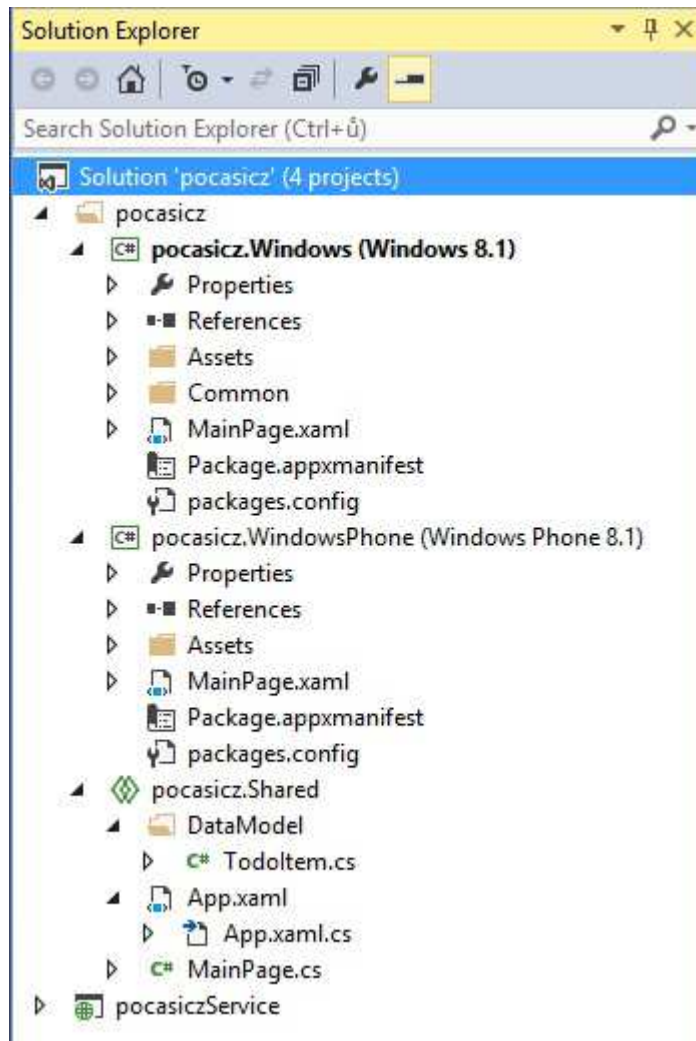 Solution Explorer
Search Solution Explorer (Ctrl+ů)
Solution 'pocasicz' (4 projects)
pocasicz
C# pocasicz.Windows (Windows 8.1)
Properties
References
Assets
Common
MainPage.xaml
Package.appxmanifest
packages.config
C# pocasicz.WindowsPhone (Windows Phone 8.1)
Properties
References
Assets
MainPage.xaml
Package.appxmanifest
packages.config
pocasicz.Shared
DataModel
C# TodoItem.cs
App.xaml
App.xaml.cs
C# MainPage.cs
pocasiczService